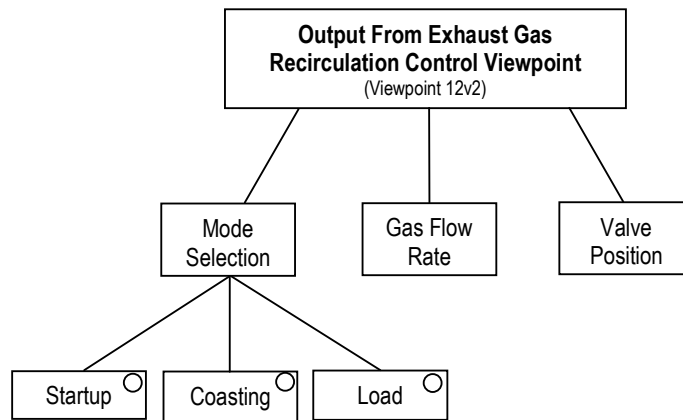 Output From Exhaust Gas
Recirculation Control Viewpoint
(Viewpoint 12v2)
Mode
Selection
Gas Flow
Rate
Valve
Position
Startup
Coasting
Load